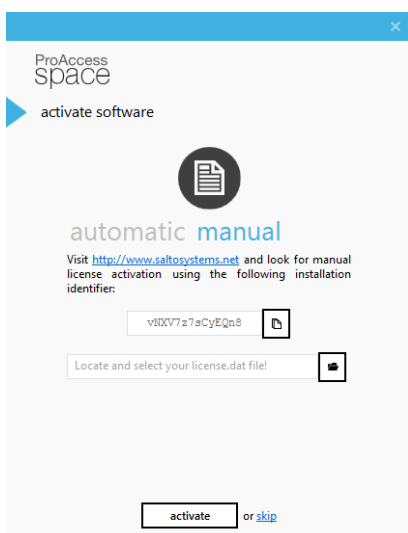 ProAccess
space
activate software
automatic manual
Visit http://www.saltosystems.net and look for manual
license activation using the following installation
identifier:
vNXV7z7sCyEQn8
Locate and select your license.dat file!
activate or skip